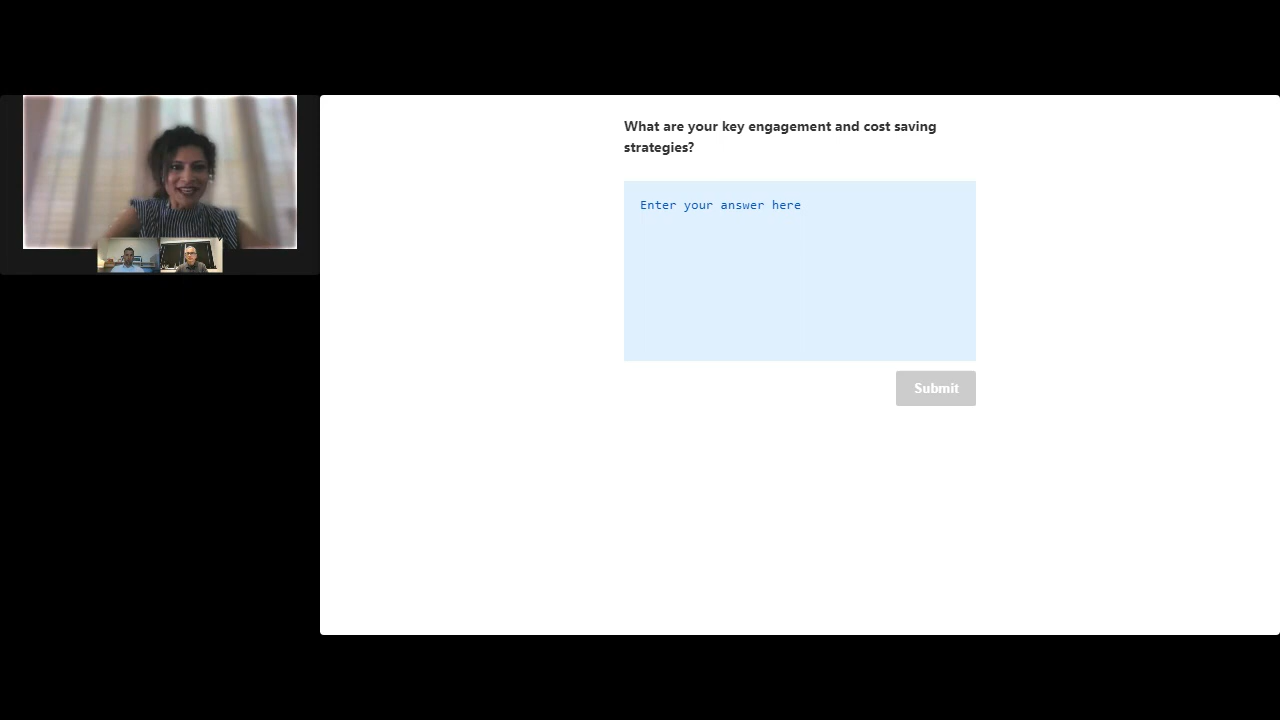 What are your key engagement and cost saving
strategies?
Enter your answer here
Submit